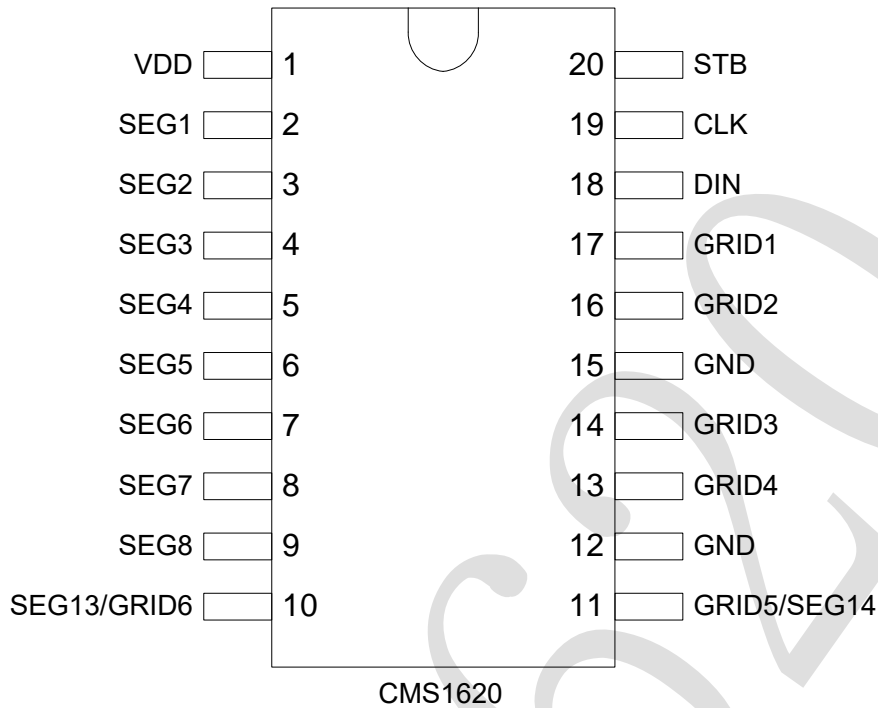 VDD 1 20 STB
SEG1 2 19 CLK
SEG2 3 18 DIN
SEG3 4 17 GRID1
SEG4 5 16 GRID2
SEG5 6 15 GND
SEG6 7 14 GRID3
SEG7 8 13 GRID4
SEG8 9 12 GND
SEG13/GRID6 10 11 GRID5/SEG14
CMS1620